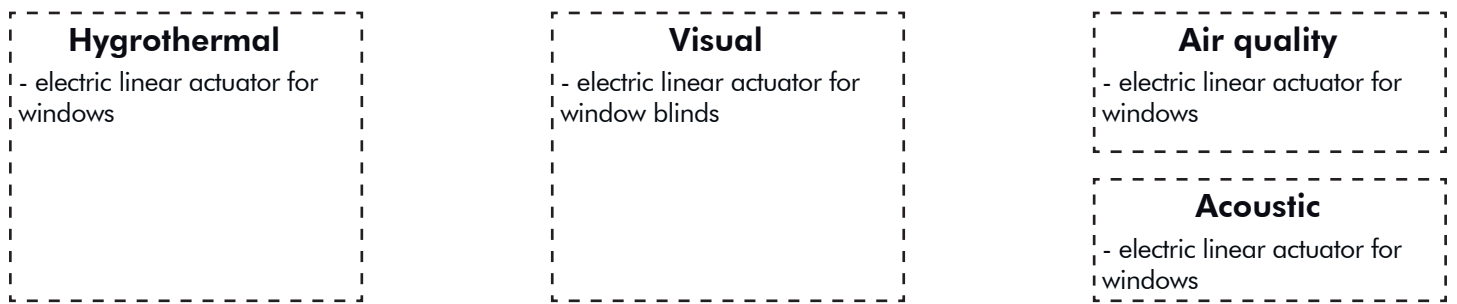 Hygrothermal
- electric linear actuator for
windows
Visual
- electric linear actuator for
window blinds
Air quality
- electric linear actuator for
windows
Acoustic
- electric linear actuator for
windows